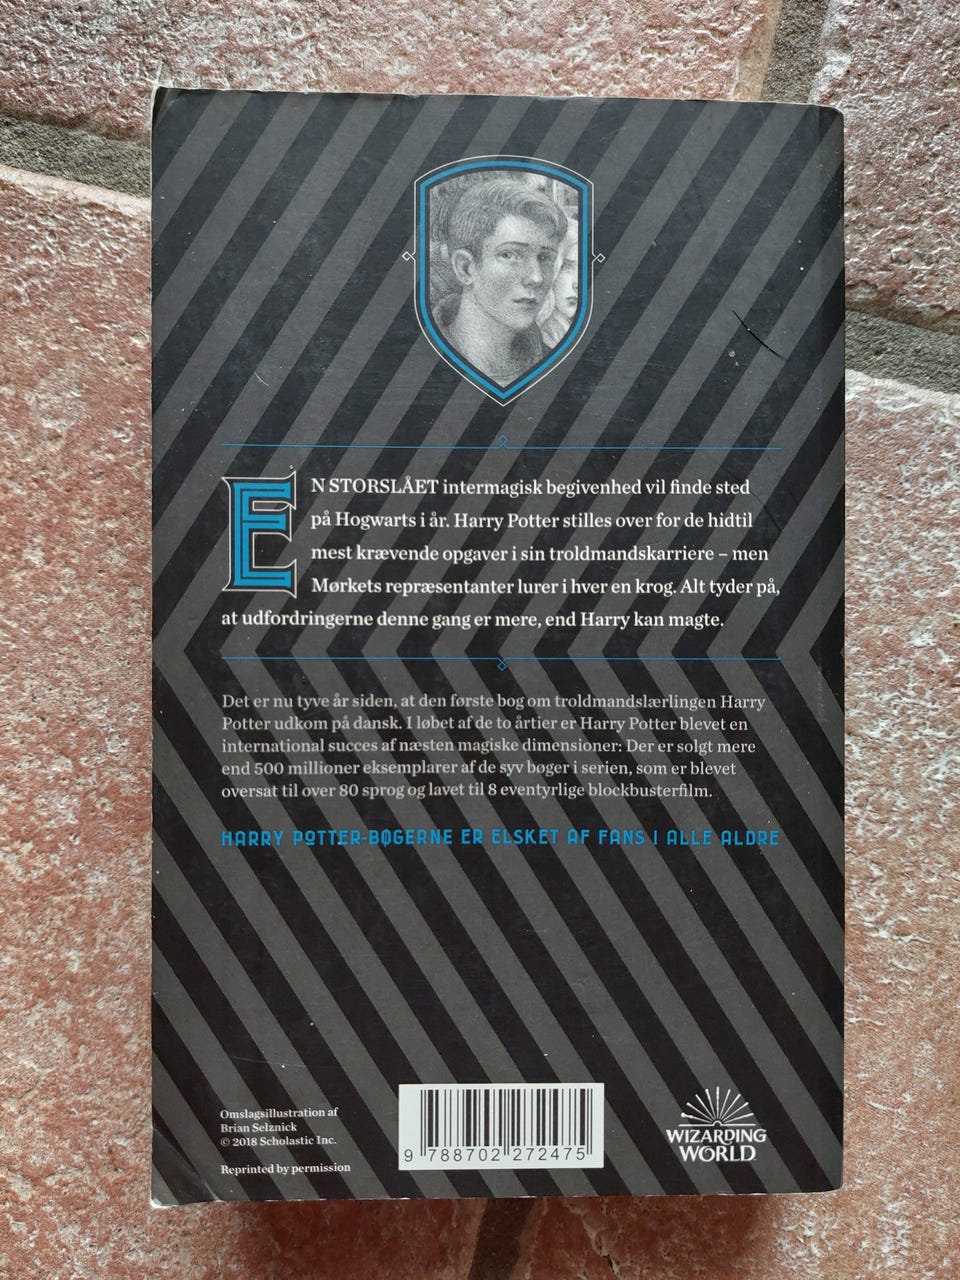 EN STORSLÅET intermagisk begivenhed vil finde sted
på Hogwarts i år. Harry Potter stilles over for de hidtil
mest krævende opgaver i sin troldmandskarriere – men
Mørkets repræsentanter lurer i hver en krog. Alt tyder på,
at udfordringerne denne gang er mere, end Harry kan magte.
Det er nu tyve år siden, at den første bog om troldmandslærlingen Harry
Potter udkom på dansk. I løbet af de to årtier er Harry Potter blevet en
international succes af næsten magiske dimensioner: Der er solgt mere
end 500 millioner eksemplarer af de syv bøger i serien, som er blevet
oversat til over 80 sprog og lavet til 8 eventyrlige blockbusterfilm.
HARRY POTTER-BØGERNE ER ELSKET AF FANS I ALLE ALDRE
Omslagsillustration af
Brian Selznick
© 2018 Scholastic Inc.
Reprinted by permission
9 788702 272475
WIZARDING
WORLD